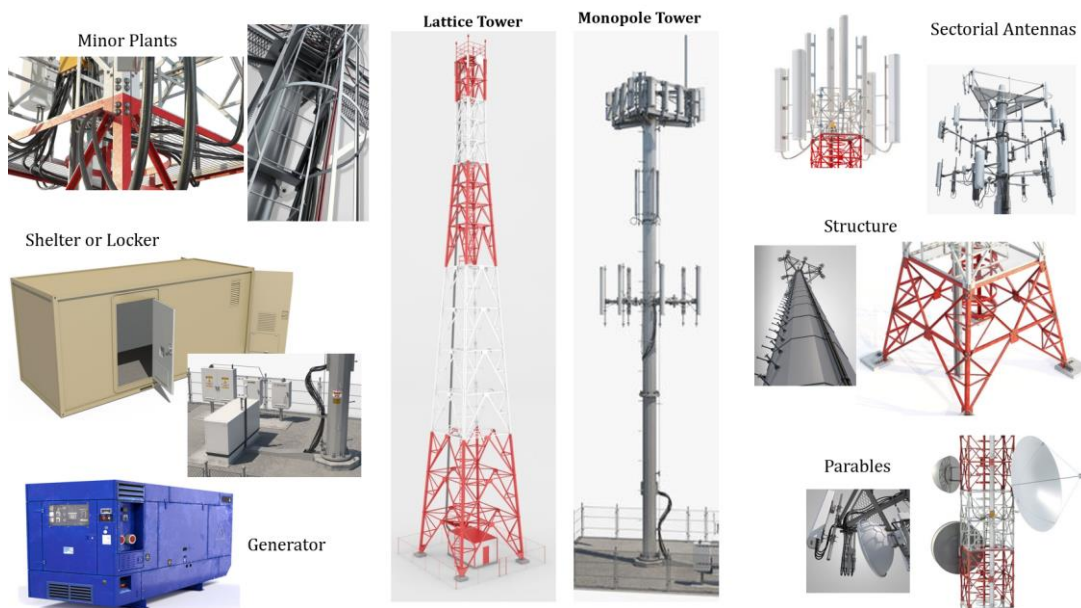 Minor Plants
Lattice Tower
Monopole Tower
Sectorial Antennas
Shelter or Locker
Structure
Generator
Parables